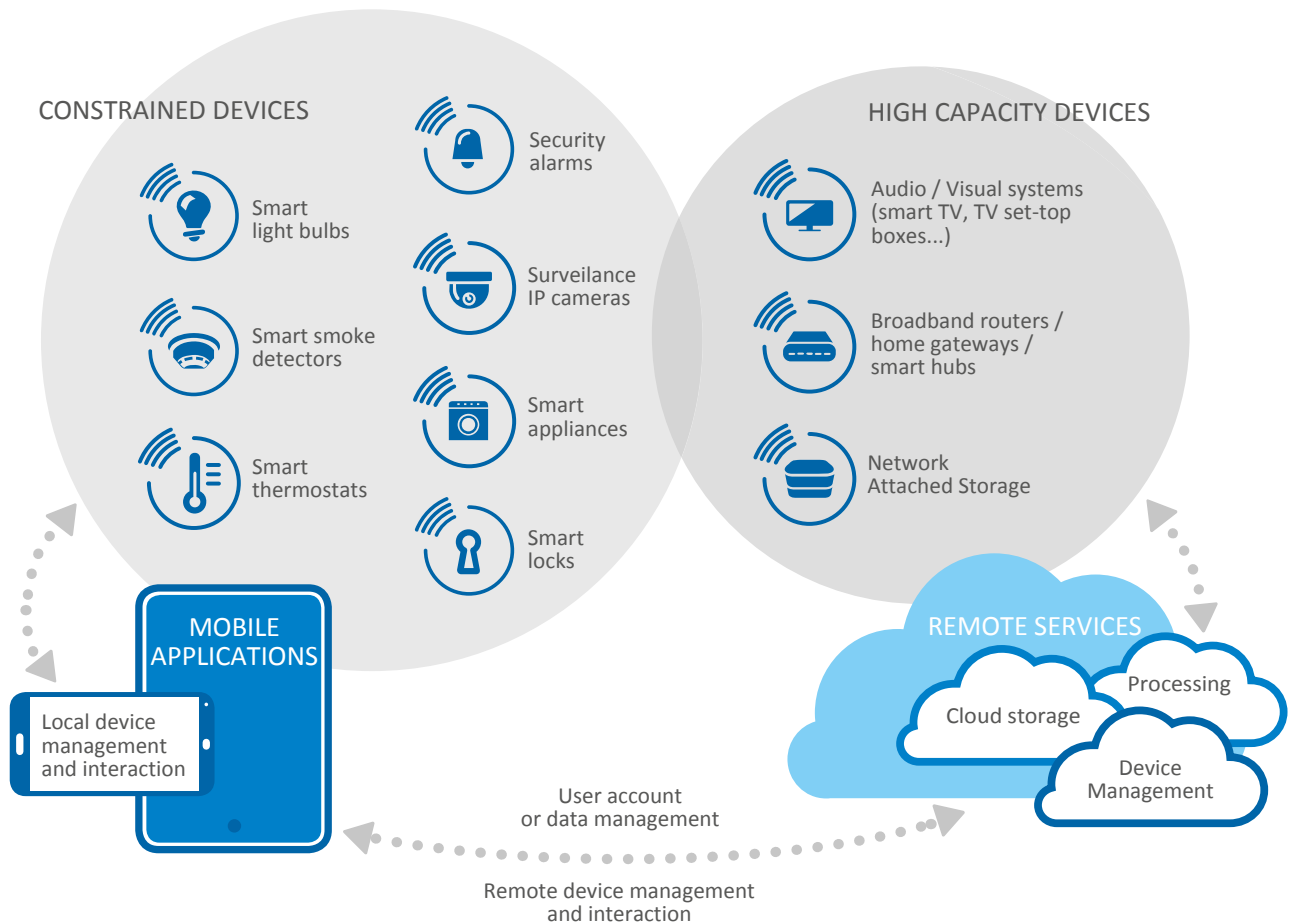 CONSTRAINED DEVICES
Smart
light bulbs
Smart smoke
detectors
Smart
thermostats
Security
alarms
Surveilance
IP cameras
Smart
appliances
Smart
locks
HIGH CAPACITY DEVICES
Audio / Visual systems
(smart TV, TV set-top
boxes...)
Broadband routers /
home gateways /
smart hubs
Network
Attached Storage
MOBILE
APPLICATIONS
Local device
management
and interaction
REMOTE SERVICES
Processing
Cloud storage
Device
Management
User account
or data management
Remote device management
and interaction